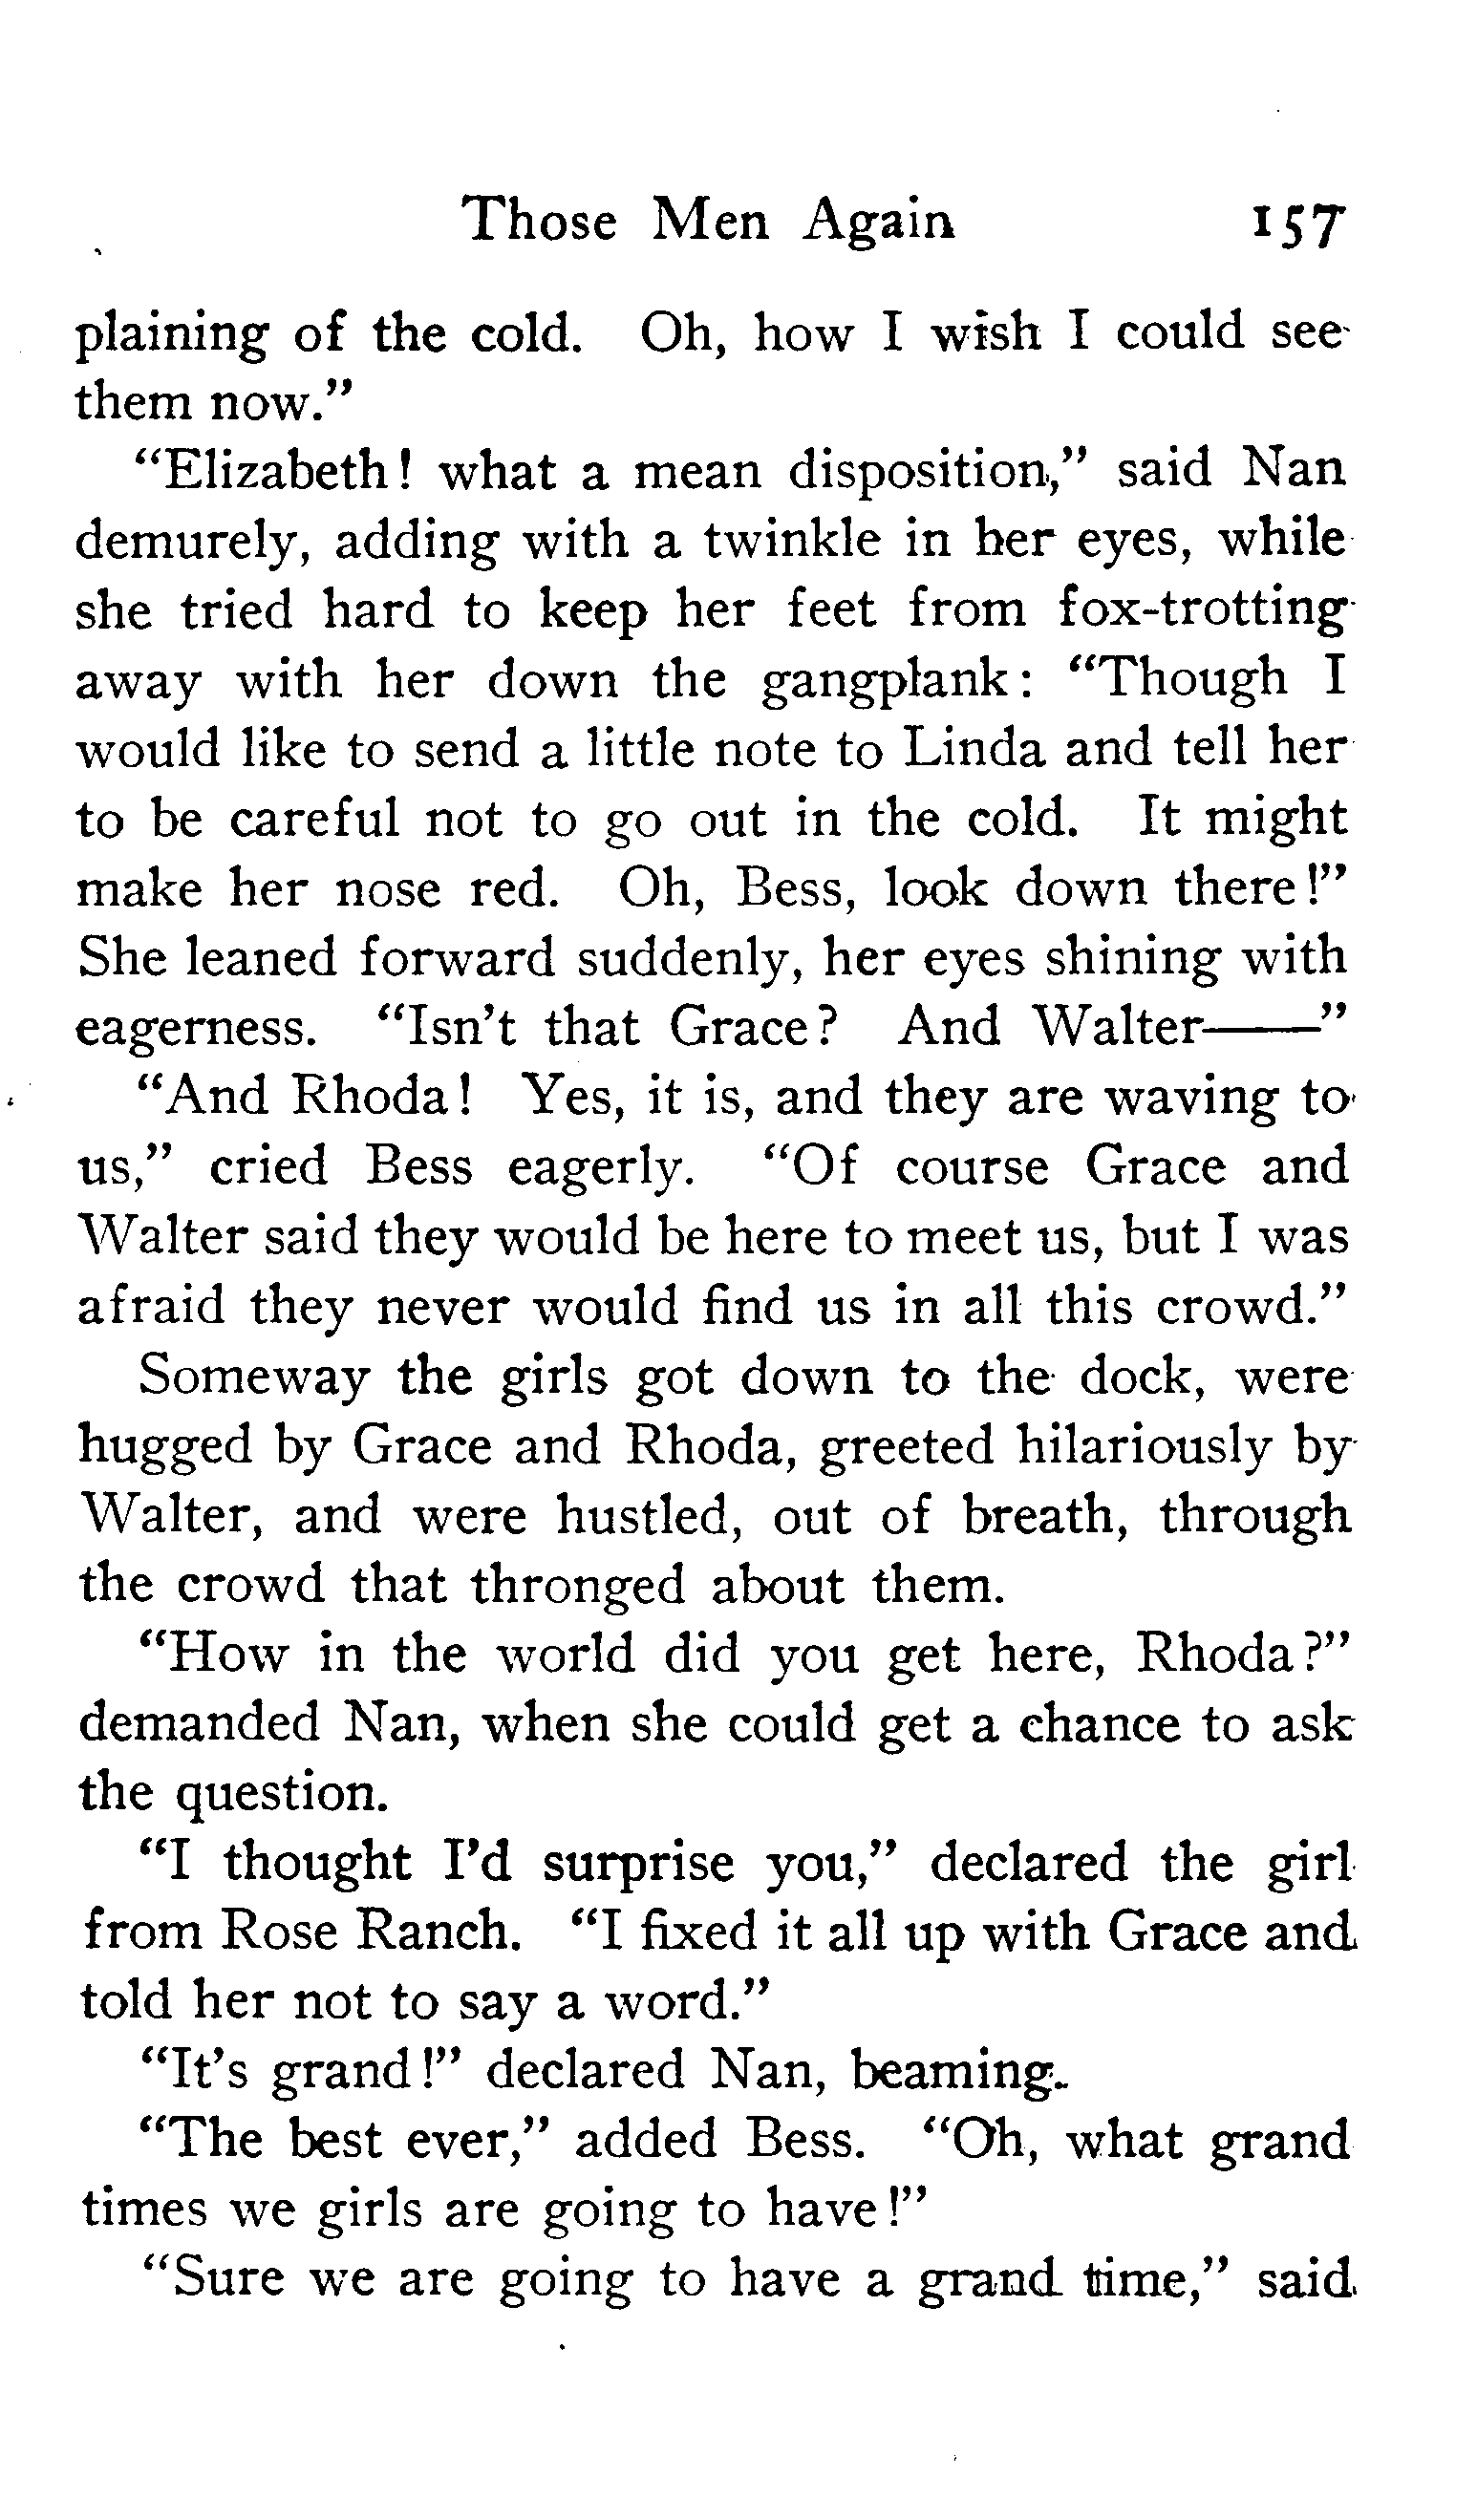 Those Men Again 157
plaining of the cold. Oh, how I wish I could see
them now."
"Elizabeth! what a mean disposition," said Nan
demurely, adding with a twinkle in her eyes, while
she tried hard to keep her feet from fox-trotting
away with her down the gangplank: "Though I
would like to send a little note to Linda and tell her
to be careful not to go out in the cold. It might
make her nose red. Oh, Bess, look down there!"
She leaned forward suddenly, her eyes shining with
eagerness. "Isn't that Grace? And Walter——"
"And Rhoda! Yes, it is, and they are waving to
us," cried Bess eagerly. "Of course Grace and
Walter said they would be here to meet us, but I was
afraid they never would find us in all this crowd."
Someway the girls got down to the dock, were
hugged by Grace and Rhoda, greeted hilariously by
Walter, and were hustled, out of breath, through
the crowd that thronged about them.
"How in the world did you get here, Rhoda?"
demanded Nan, when she could get a chance to ask
the question.
"I thought I'd surprise you," declared the girl
from Rose Ranch. "I fixed it all up with Grace and
told her not to say a word."
"It's grand!" declared Nan, beaming.
"The best ever," added Bess. "Oh, what grand
times we girls are going to have!"
"Sure we are going to have a grand time," said